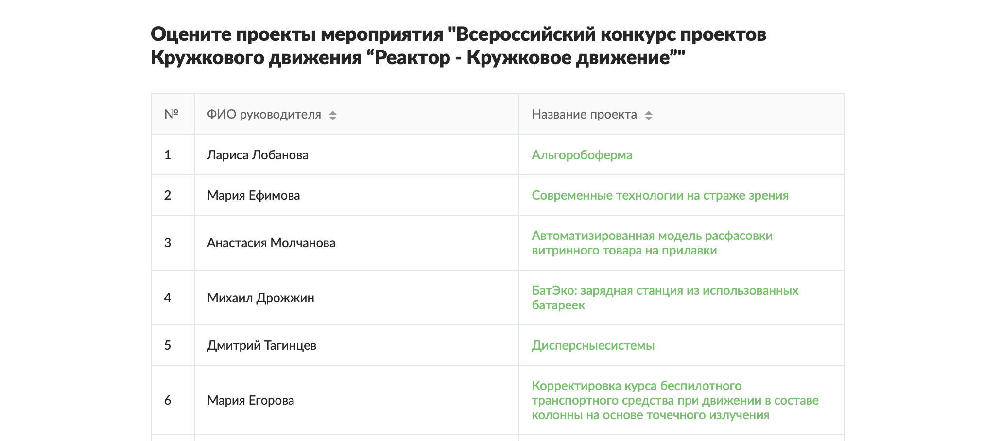 Оцените проекты мероприятия "Всероссийский конкурс проектов
Кружкового движения “Реактор - Кружковое движение”"
№ ФИО руководителя Название проекта
1 Лариса Лобанова Альгоробоферма
2 Мария Ефимова Современные технологии на страже зрения
3 Анастасия Молчанова Автоматизированная модель расфасовки
витринного товара на прилавки
4 Михаил Дрожжин БатЭко: зарядная станция из использованных
батареек
5 Дмитрий Тагинцев Дисперсныесистемы
6 Мария Егорова Корректировка курса беспилотного
транспортного средства при движении в составе
колонны на основе точечного излучения